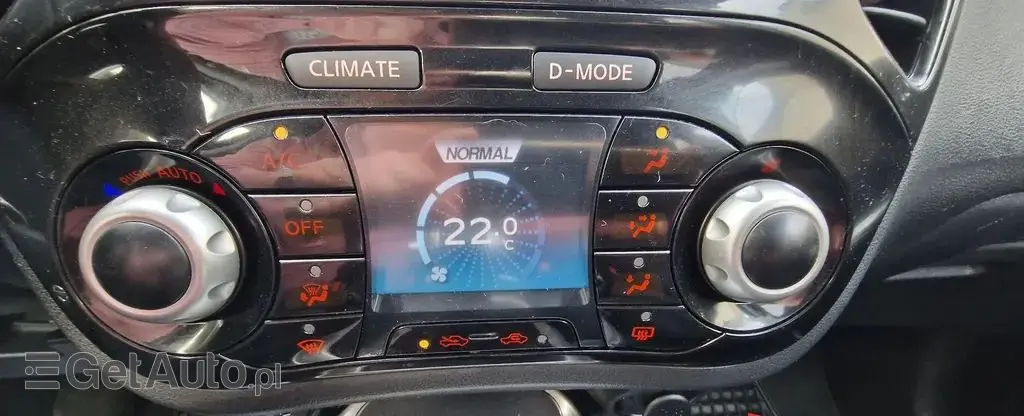 CLIMATE
D-MODE
A/C
NORMAL
PUSH AUTO
OFF
22.0
C
GetAuto.pl